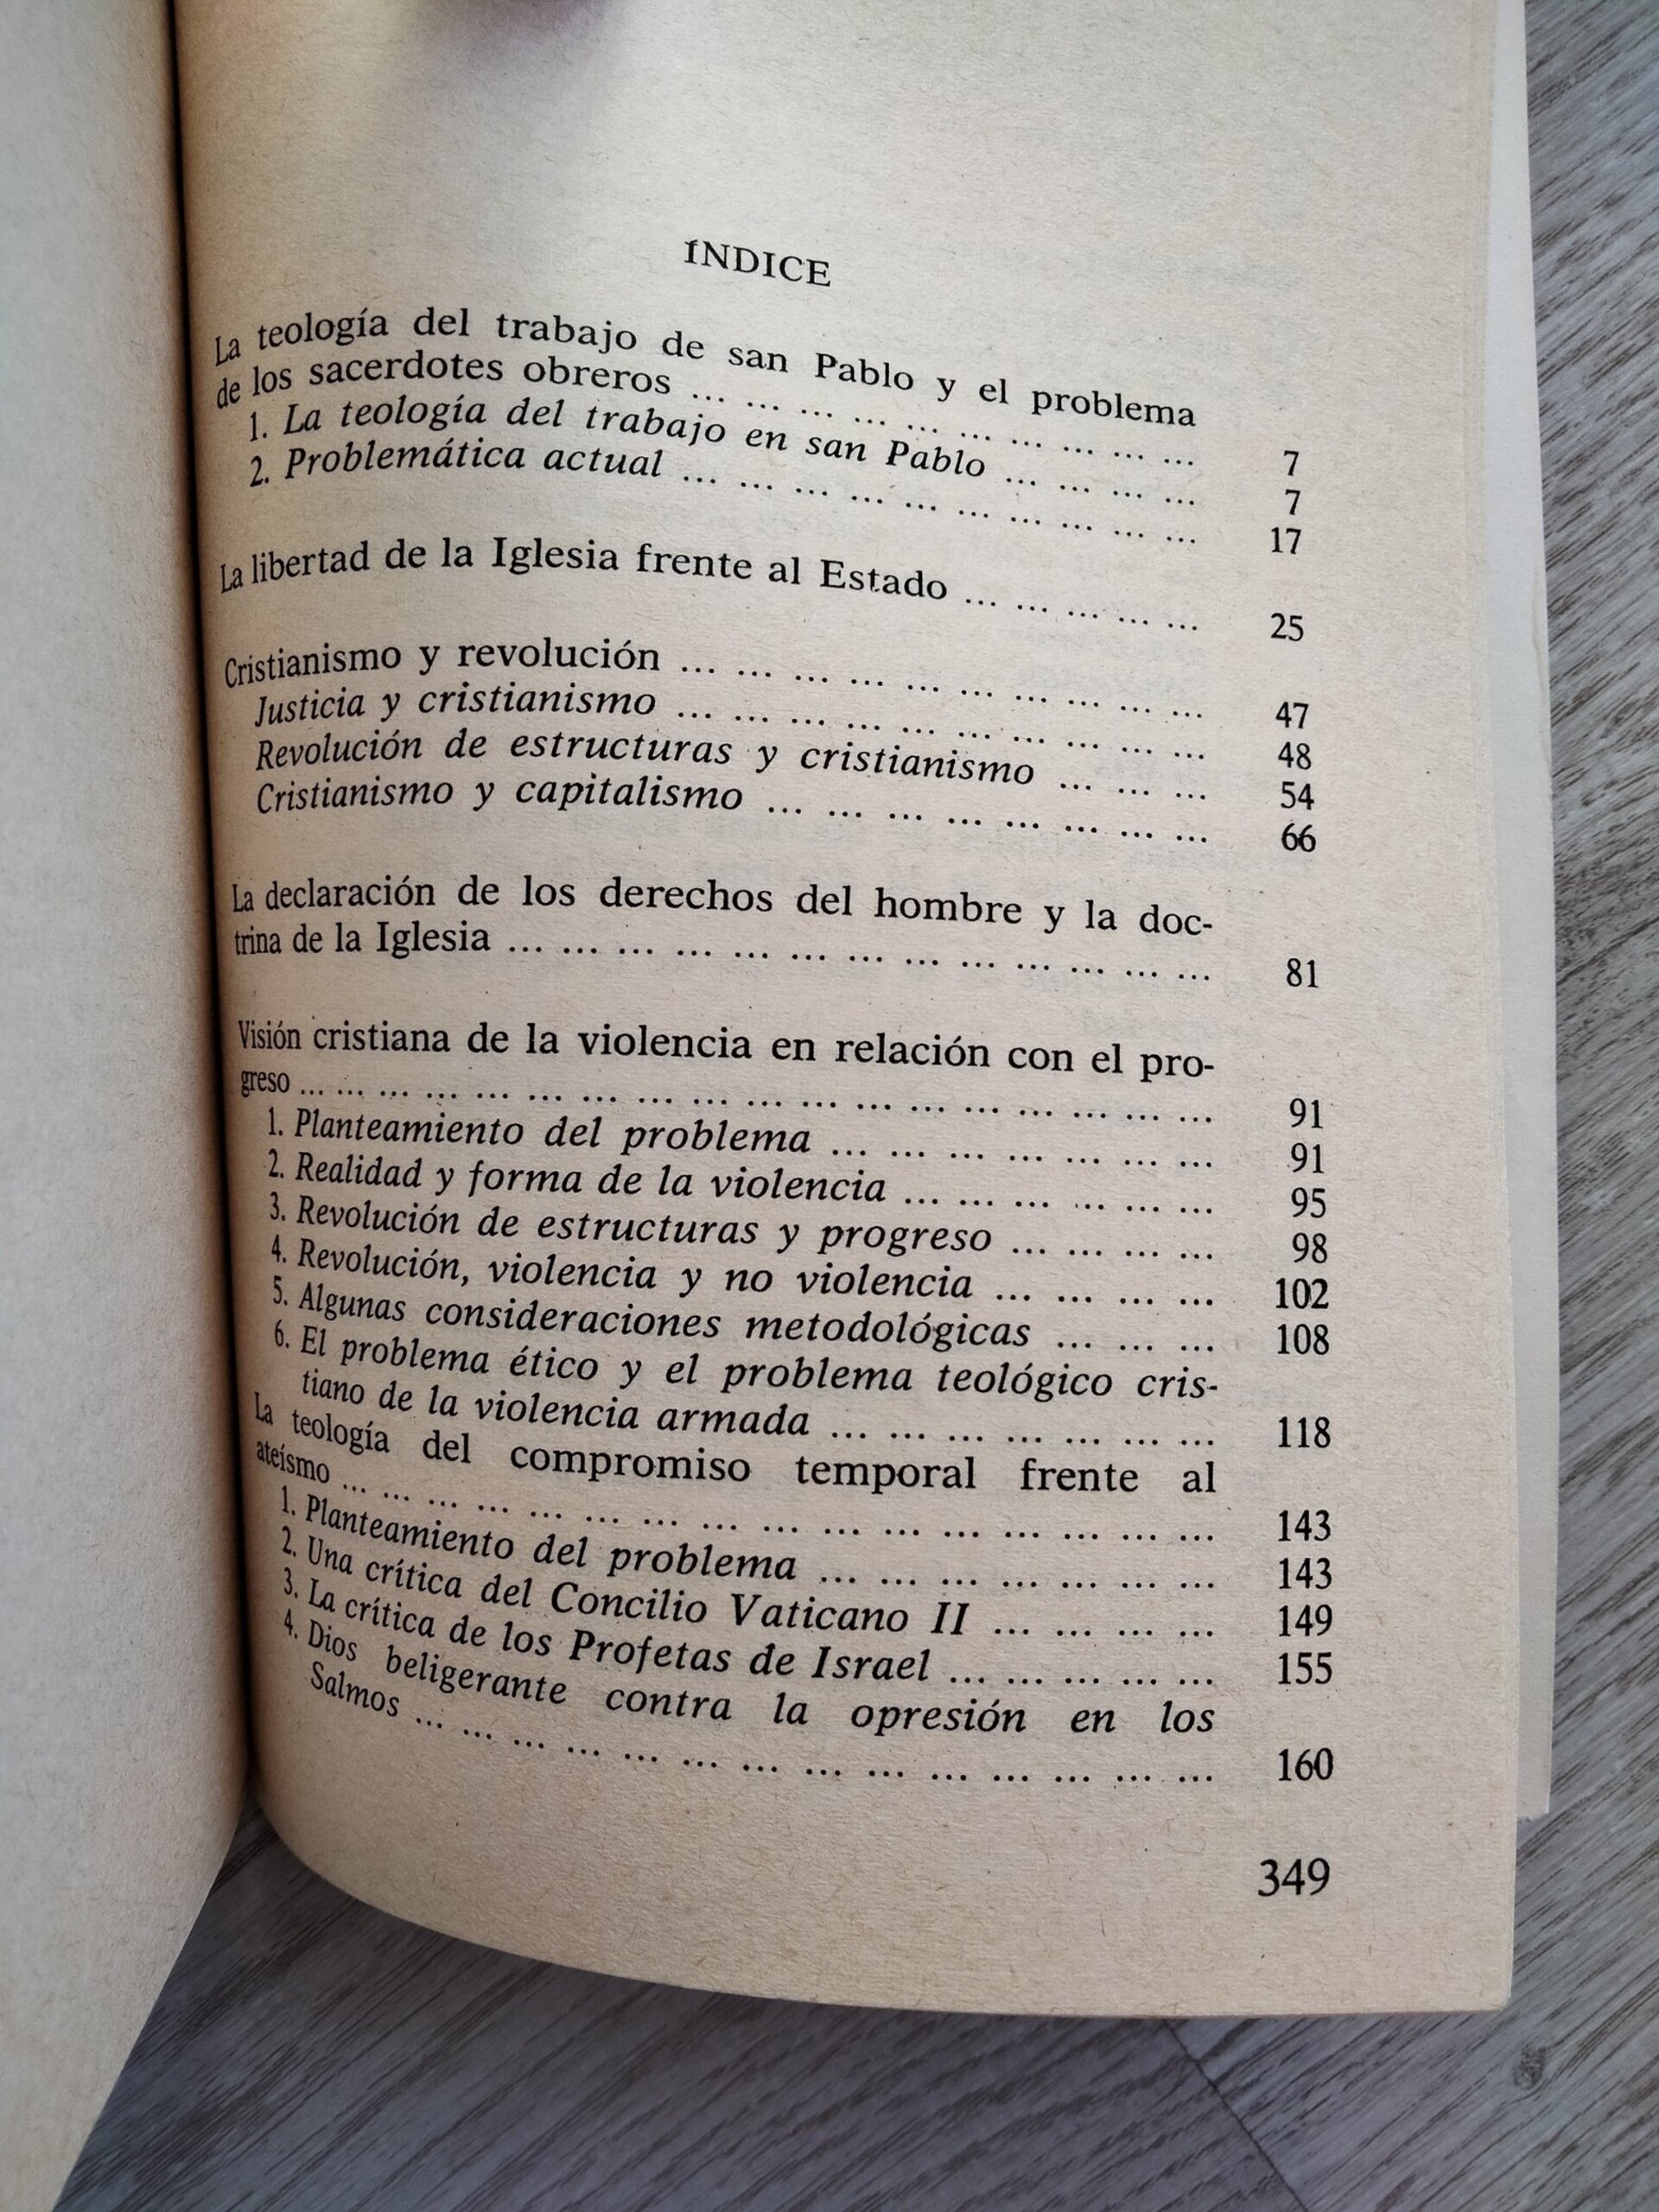 INDICE
La teología del trabajo de san Pablo y el problema
de los sacerdotes obreros ... ... ... ... ... ... ... ... ... ... 7
1. La teología del trabajo en san Pablo ... ... ... ... 7
2. Problemática actual ... ... ... ... ... ... ... ... ... ... 17
La libertad de la Iglesia frente al Estado ... ... ... ... ... 25
Cristianismo y revolución ... ... ... ... ... ... ... ... ... ... 47
Justicia y cristianismo ... ... ... ... ... ... ... ... ... ... 48
Revolución de estructuras y cristianismo ... ... ... 54
Cristianismo y capitalismo ... ... ... ... ... ... ... ... 66
La declaración de los derechos del hombre y la doc-
trina de la Iglesia ... ... ... ... ... ... ... ... ... ... ... ... ... 81
Visión cristiana de la violencia en relación con el pro-
greso ... ... ... ... ... ... ... ... ... ... ... ... ... ... ... ... ... 91
1. Planteamiento del problema ... ... ... ... ... ... ... 91
2. Realidad y forma de la violencia ... ... ... ... ... ... 95
3. Revolución de estructuras y progreso ... ... ... ... 98
4. Revolución, violencia y no violencia ... ... ... ... 102
5. Algunas consideraciones metodológicas ... ... ... 108
6. El problema ético y el problema teológico cris-
tiano de la violencia armada ... ... ... ... ... ... ... 118
La teología del compromiso temporal frente al
ateísmo ... ... ... ... ... ... ... ... ... ... ... ... ... ... ... ... 143
1. Planteamiento del problema ... ... ... ... ... ... ... 143
2. Una crítica del Concilio Vaticano II ... ... ... ... 149
3. La crítica de los Profetas de Israel ... ... ... ... ... 155
4. Dios beligerante contra la opresión en los
Salmos ... ... ... ... ... ... ... ... ... ... ... ... ... ... 160
349